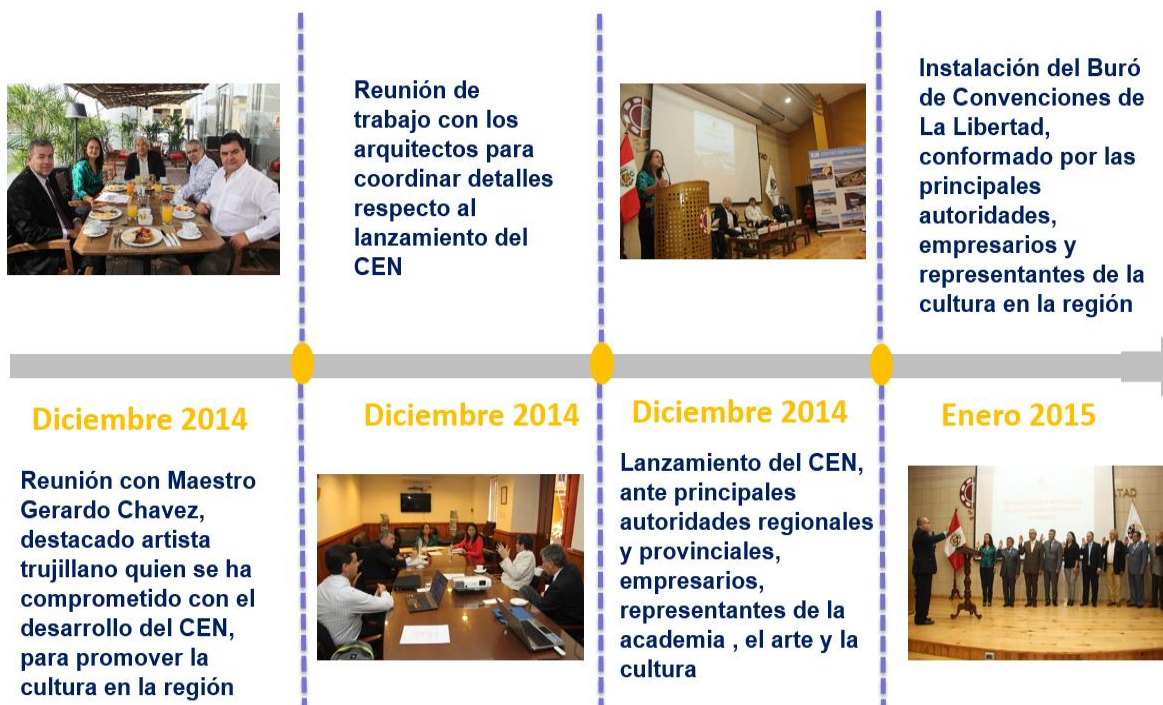 Diciembre 2014
Reunión con Maestro
Gerardo Chavez,
destacado artista
trujillano quien se ha
comprometido con el
desarrollo del CEN,
para promover la
cultura en la región
Reunión de
trabajo con los
arquitectos para
coordinar detalles
respecto al
lanzamiento del
CEN
Diciembre 2014
Diciembre 2014
Lanzamiento del CEN,
ante principales
autoridades regionales
y provinciales,
empresarios,
representantes de la
academia , el arte y la
cultura
Instalación del Buró
de Convenciones de
La Libertad,
conformado por las
principales
autoridades,
empresarios y
representantes de la
cultura en la región
Enero 2015